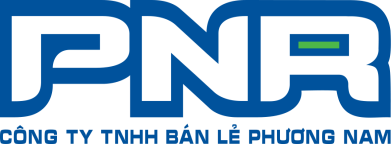 PNR
CÔNG TY TNHH BÁN LẺ PHƯƠNG NAM